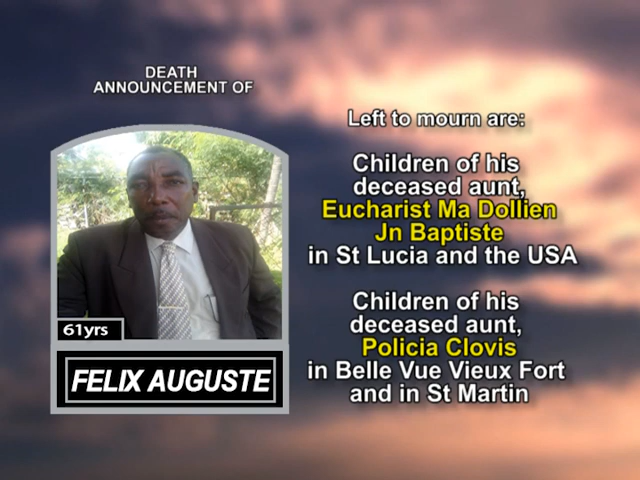 DEATH
ANNOUNCEMENT OF
61yrs
FELIX AUGUSTE
Left to mourn are:
Children of his
deceased aunt,
Eucharist Ma Dollien
Jn Baptiste
in St Lucia and the USA
Children of his
deceased aunt,
Policia Clovis
in Belle Vue Vieux Fort
and in St Martin